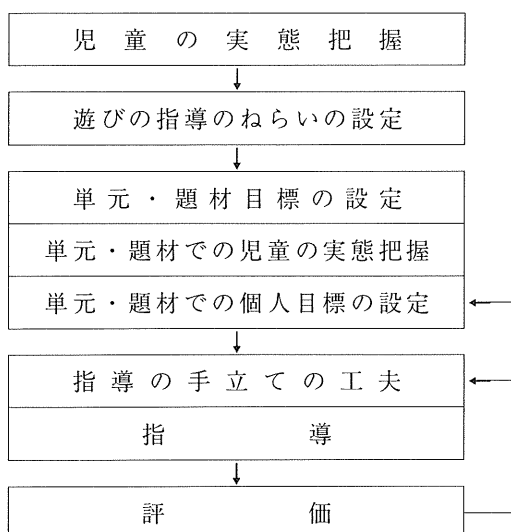 児童の実態把握
遊びの指導のねらいの設定
単元・題材目標の設定
単元・題材での児童の実態把握
単元・題材での個人目標の設定
指導の手立ての工夫
指導
評価